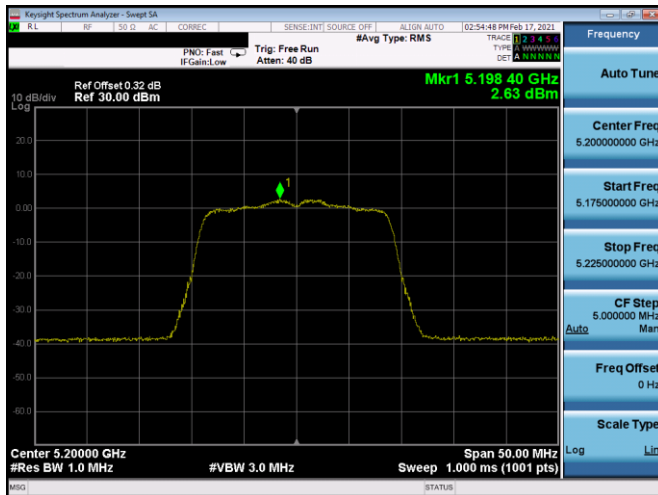 Keysight Spectrum Analyzer - Swept SA
RL RF 50 Ω AC CORREC SENSE:INT SOURCE OFF ALIGN AUTO 02:54:48 PM Feb 17, 2021
#Avg Type: RMS
TRACE 1 2 3 4 5 6
PNO: Fast Trig: Free Run
TYPE A WWWWW
IFGain:Low Atten: 40 dB
DET A N N N N N
Ref Offset 0.32 dB
Mkr1 5.198 40 GHz
10 dB/div Ref 30.00 dBm
2.63 dBm
Log
20.0
10.0
0.00
-10.0
-20.0
-30.0
-40.0
-50.0
-60.0
1
Center 5.20000 GHz
Span 50.00 MHz
#Res BW 1.0 MHz
#VBW 3.0 MHz
Sweep 1.000 ms (1001 pts)
MSG
STATUS
Frequency
Auto Tune
Center Freq
5.200000000 GHz
Start Freq
5.175000000 GHz
Stop Freq
5.225000000 GHz
CF Step
5.000000 MHz
Auto Man
Freq Offset
0 Hz
Scale Type
Log Lin